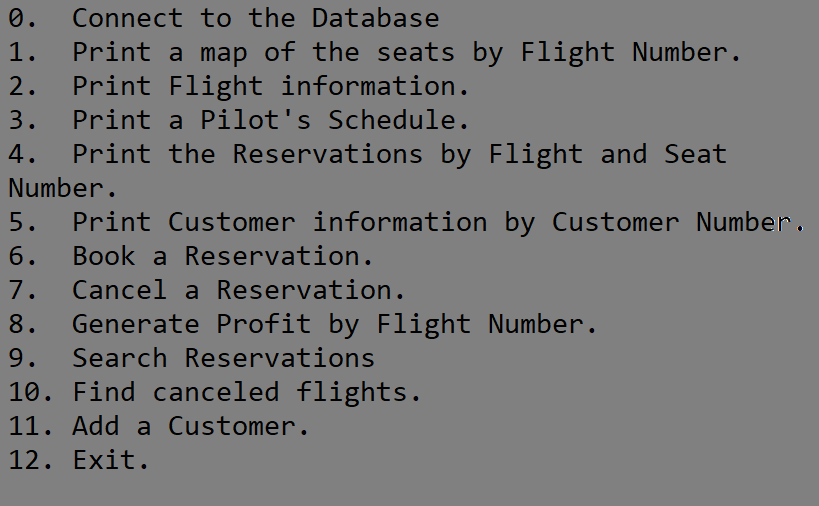 0.  Connect to the Database
1.  Print a map of the seats by Flight Number.
2.  Print Flight information.
3.  Print a Pilot's Schedule.
4.  Print the Reservations by Flight and Seat
Number.
5.  Print Customer information by Customer Number.
6.  Book a Reservation.
7.  Cancel a Reservation.
8.  Generate Profit by Flight Number.
9.  Search Reservations
10. Find canceled flights.
11. Add a Customer.
12. Exit.